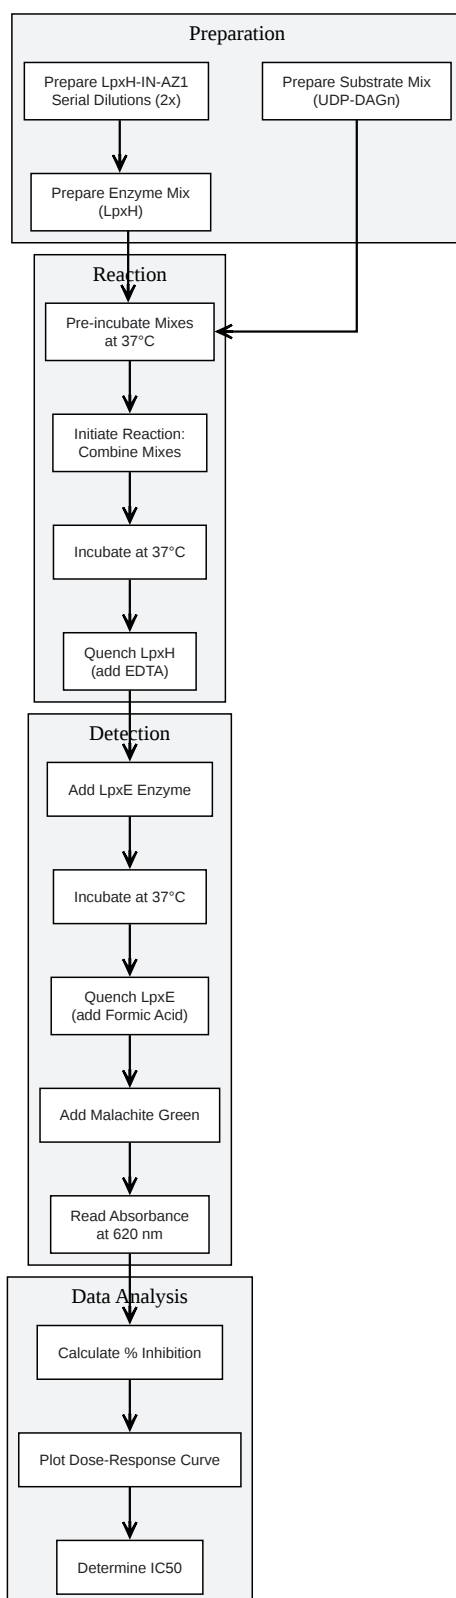 Preparation
Prepare LpxH-IN-AZ1
Serial Dilutions (2x)
Prepare Substrate Mix
(UDP-DAGn)
Prepare Enzyme Mix
(LpxH)
Reaction
Pre-incubate Mixes
at 37°C
Initiate Reaction:
Combine Mixes
Incubate at 37°C
Quench LpxH
(add EDTA)
Detection
Add LpxE Enzyme
Incubate at 37°C
Quench LpxE
(add Formic Acid)
Add Malachite Green
Read Absorbance
at 620 nm
Data Analysis
Calculate % Inhibition
Plot Dose-Response Curve
Determine IC50